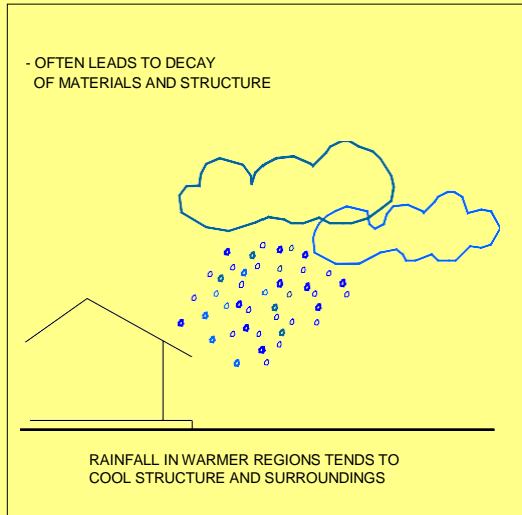 - OFTEN LEADS TO DECAY
OF MATERIALS AND STRUCTURE
RAINFALL IN WARMER REGIONS TENDS TO
COOL STRUCTURE AND SURROUNDINGS